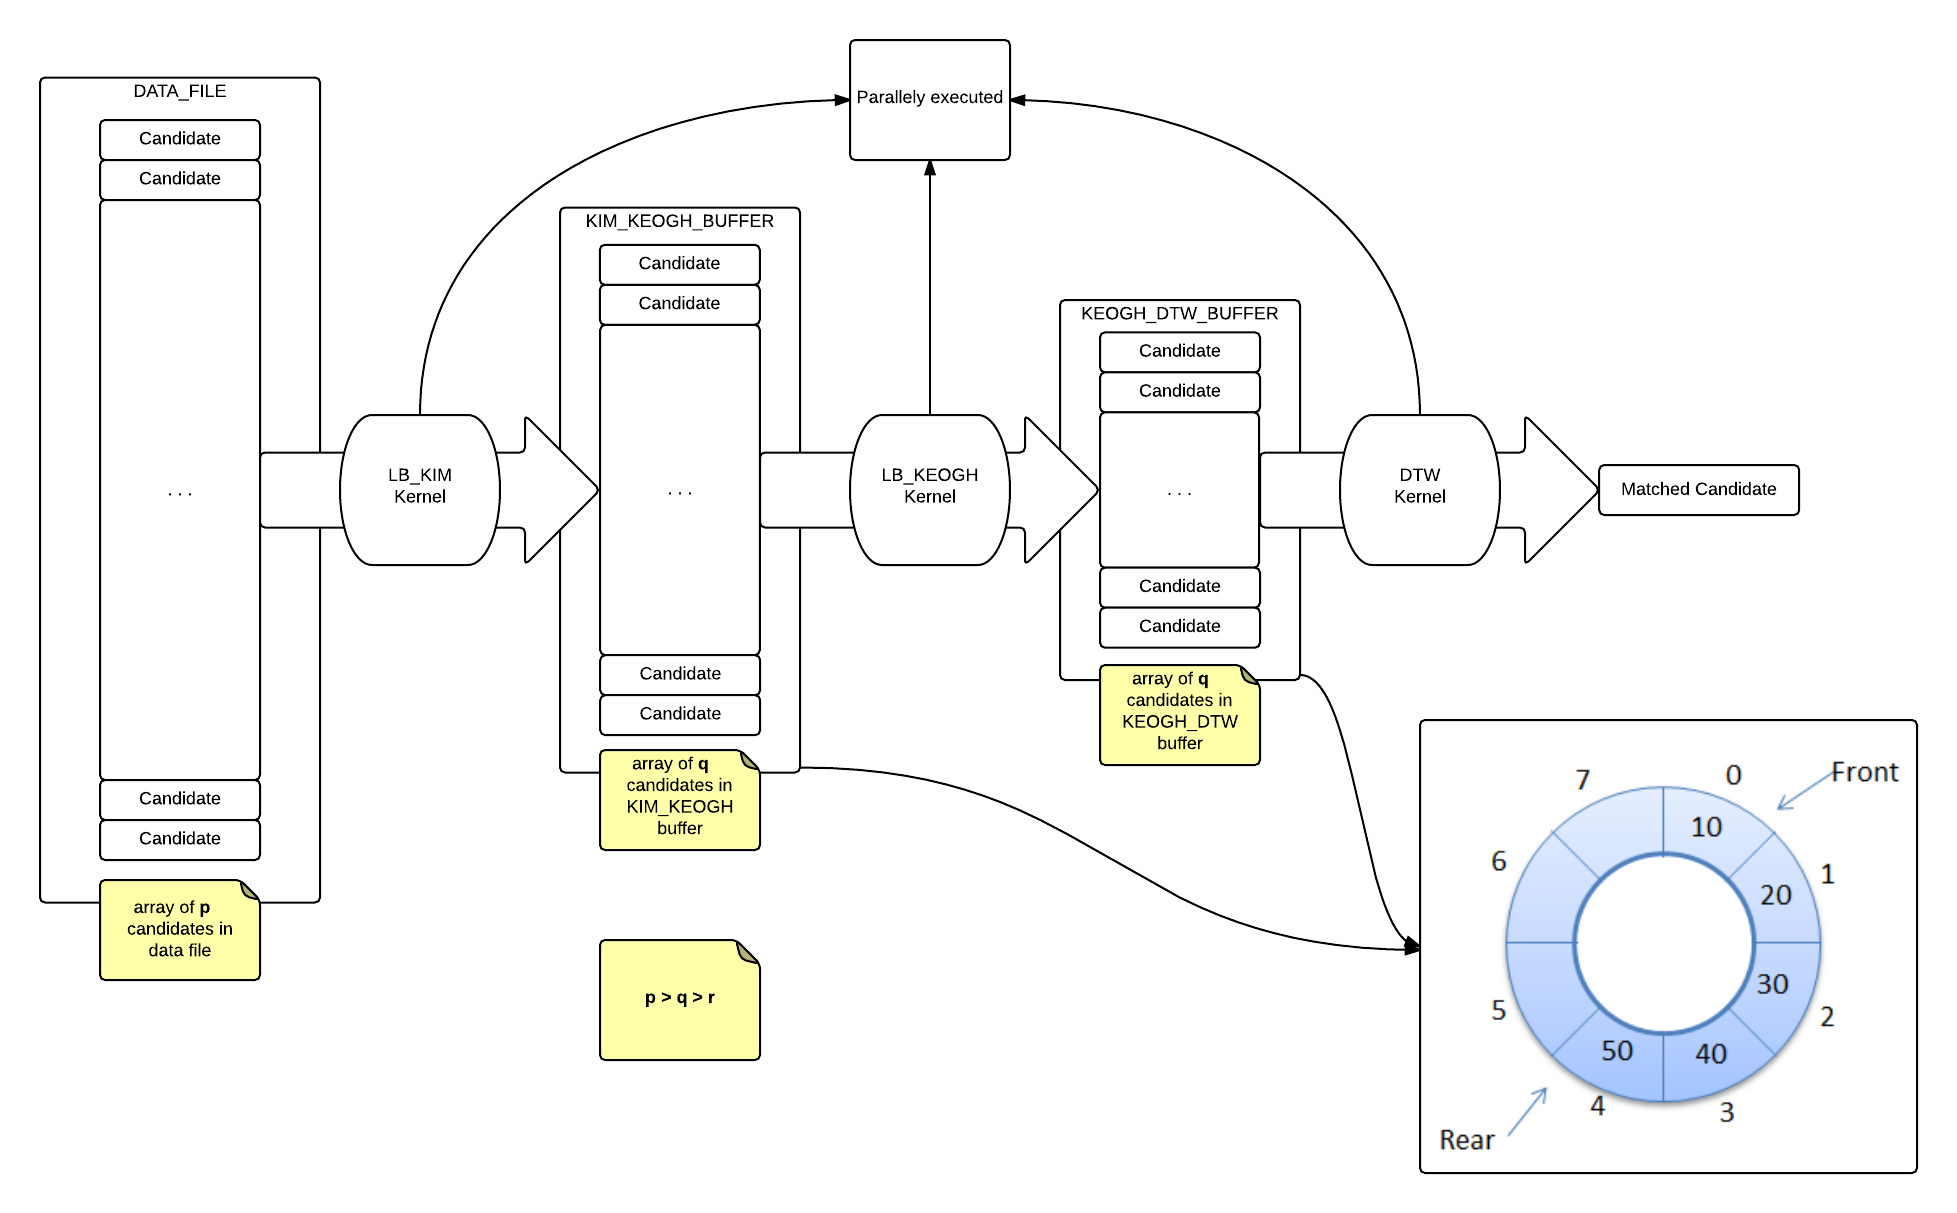 Parallely executed
DATA_FILE
Candidate
Candidate
. . .
Candidate
Candidate
array of p
candidates in
data file
LB_KIM
Kernel
KIM_KEOGH_BUFFER
Candidate
Candidate
. . .
Candidate
Candidate
array of q
candidates in
KIM_KEOGH
buffer
p > q > r
LB_KEOGH
Kernel
KEOGH_DTW_BUFFER
Candidate
Candidate
. . .
Candidate
Candidate
array of q
candidates in
KEOGH_DTW
buffer
DTW
Kernel
Matched Candidate
7
0
Front
10
6
1
20
5
30
2
50
40
4
3
Rear